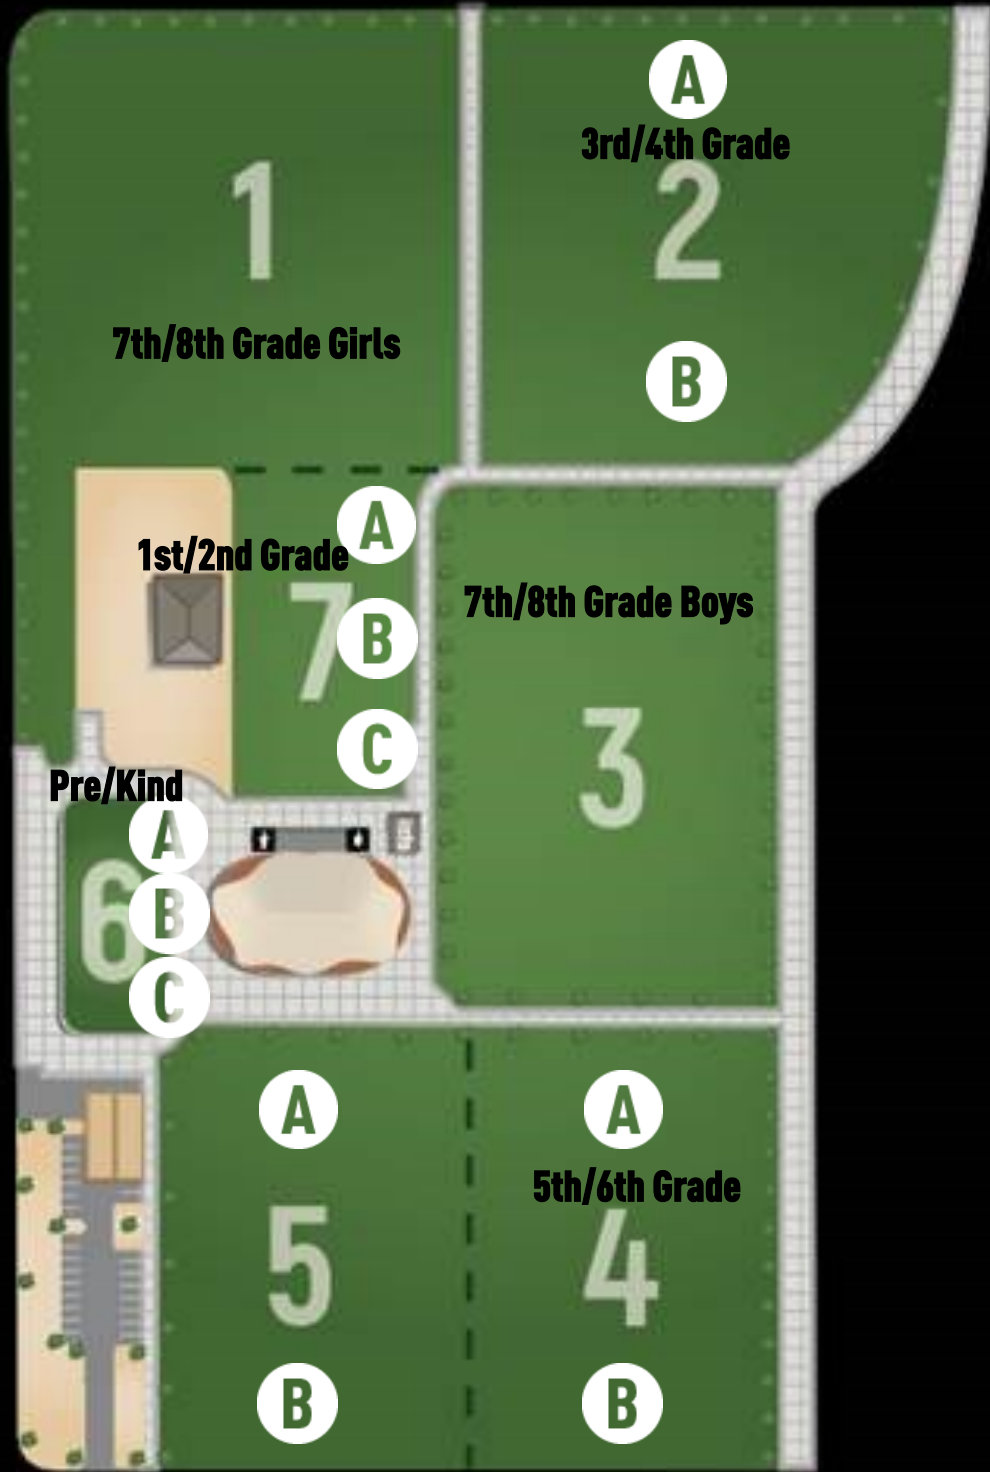 A
3rd/4th Grade
1
2
7th/8th Grade Girls
B
A
1st/2nd Grade
7
B
7th/8th Grade Boys
C
3
Pre/Kind
A
6
B
C
A
A
5th/6th Grade
5
4
B
B